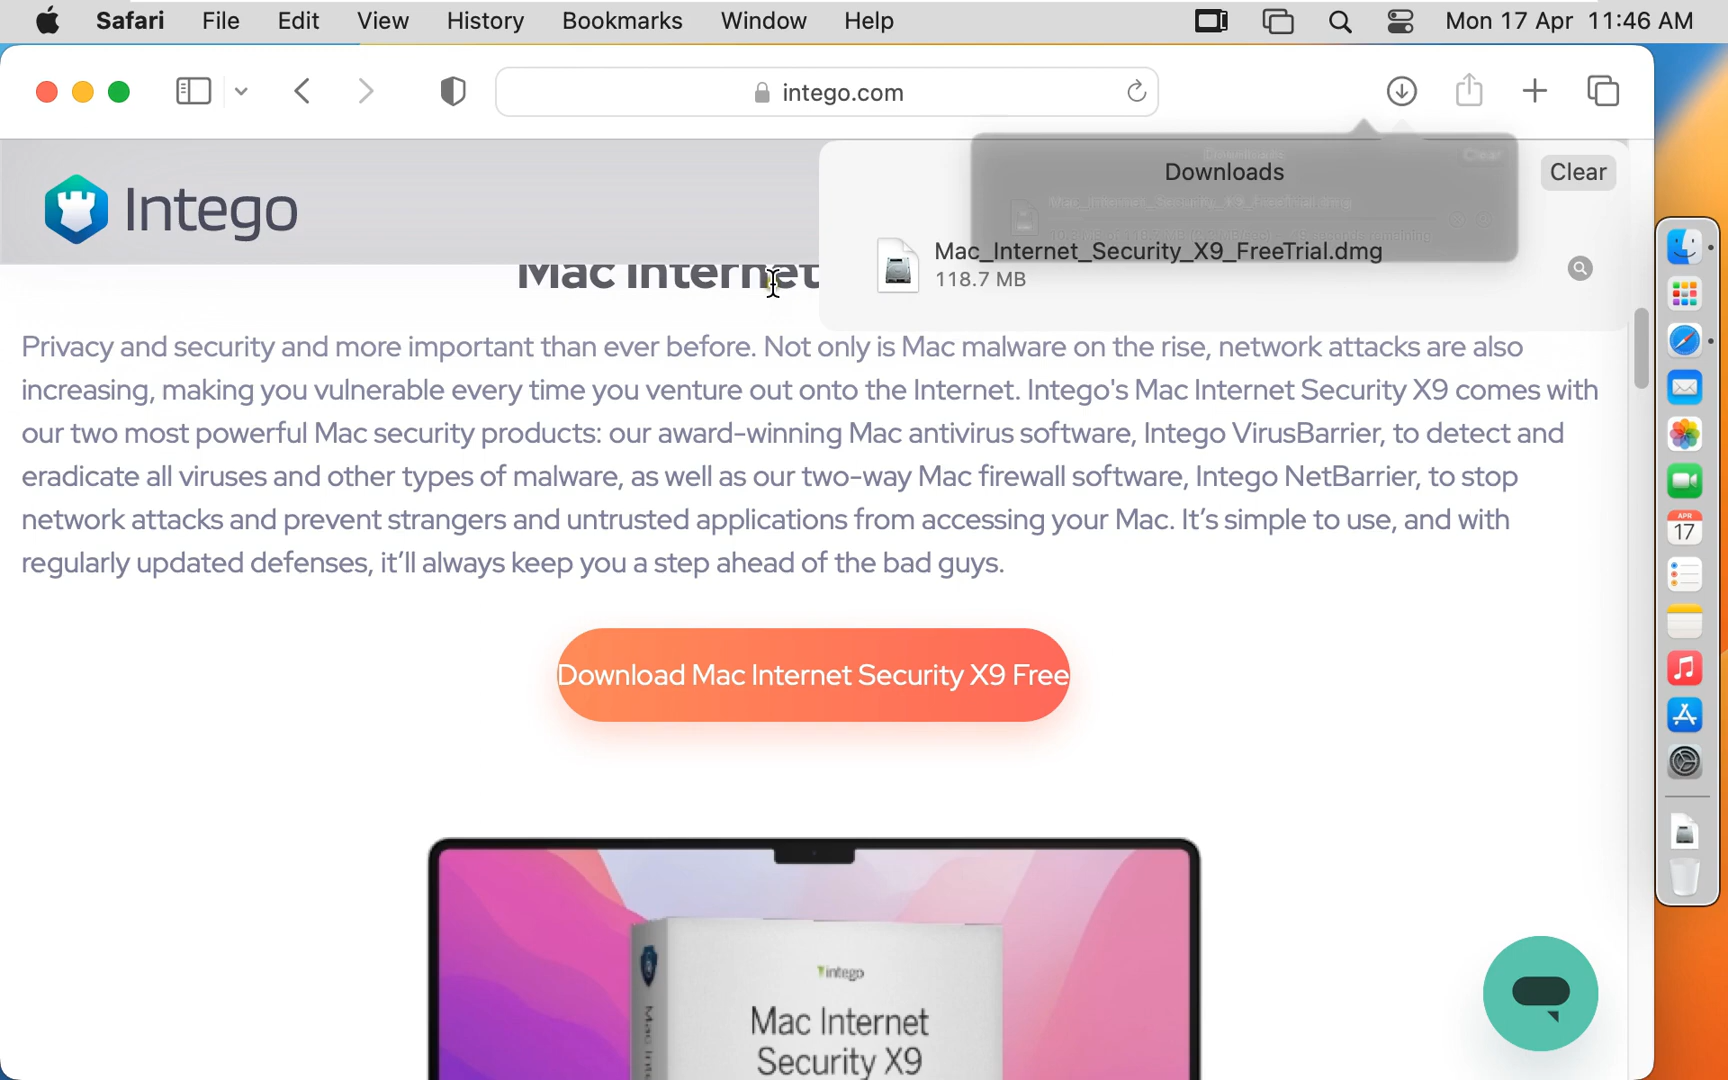 Safari File Edit View History Bookmarks Window Help Mon 17 Apr 11:46 AM
intego.com
Intego
Downloads
Clear
Mac_Internet_Security_X9_FreeTrial.dmg
118.7 MB
Mac Internet
Privacy and security and more important than ever before. Not only is Mac malware on the rise, network attacks are also
increasing, making you vulnerable every time you venture out onto the Internet. Intego's Mac Internet Security X9 comes with
our two most powerful Mac security products: our award-winning Mac antivirus software, Intego VirusBarrier, to detect and
eradicate all viruses and other types of malware, as well as our two-way Mac firewall software, Intego NetBarrier, to stop
network attacks and prevent strangers and untrusted applications from accessing your Mac. It's simple to use, and with
regularly updated defenses, it'll always keep you a step ahead of the bad guys.
Download Mac Internet Security X9 Free
APR
17
intego
Mac Internet
Security X9